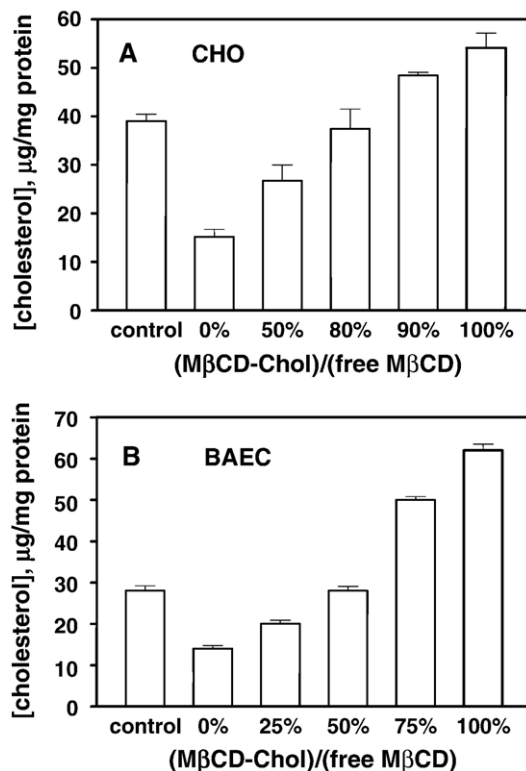 A CHO
[cholesterol], μg/mg protein
60
50
40
30
20
10
0
control 0% 50% 80% 90% 100%
(MβCD-Chol)/(free MβCD)
B BAEC
[cholesterol], μg/mg protein
70
60
50
40
30
20
10
0
control 0% 25% 50% 75% 100%
(MβCD-Chol)/(free MβCD)